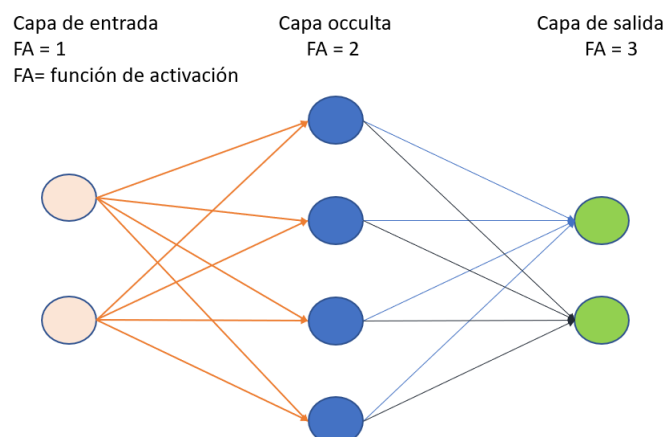 Capa de entrada
FA = 1
FA= función de activación
Capa occulta
FA = 2
Capa de salida
FA = 3